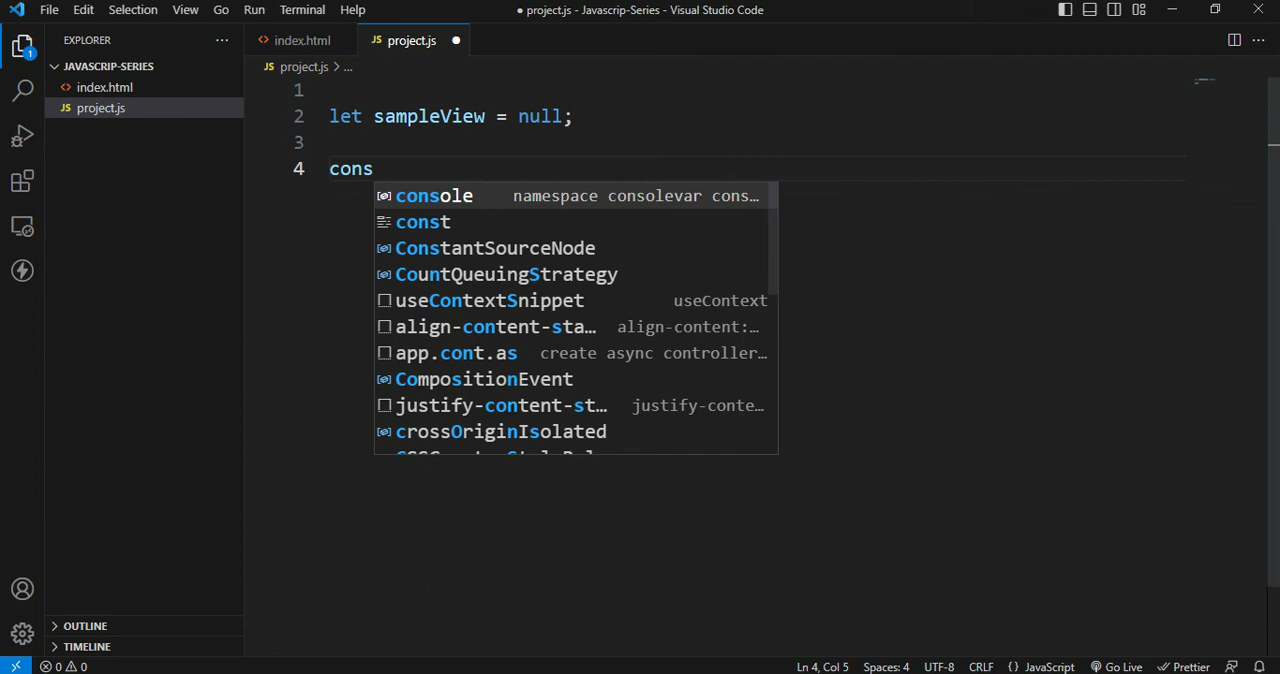 File Edit Selection View Go Run Terminal Help ● project.js - Javascrip-Series - Visual Studio Code
EXPLORER ...
<> index.html JS project.js ●
JAVASCRIP-SERIES
JS project.js > ...
<> index.html
JS project.js
1
2 let sampleView = null;
3
4 cons
console namespace consolevar cons…
const
ConstantSourceNode
CountQueuingStrategy
useContextSnippet useContext
align-content-sta… align-content:…
app.cont.as create async controller…
CompositionEvent
justify-content-st… justify-conte…
crossOriginIsolated
OUTLINE
TIMELINE
1
0 0 Ln 4, Col 5 Spaces: 4 UTF-8 CRLF {} JavaScript Go Live Prettier